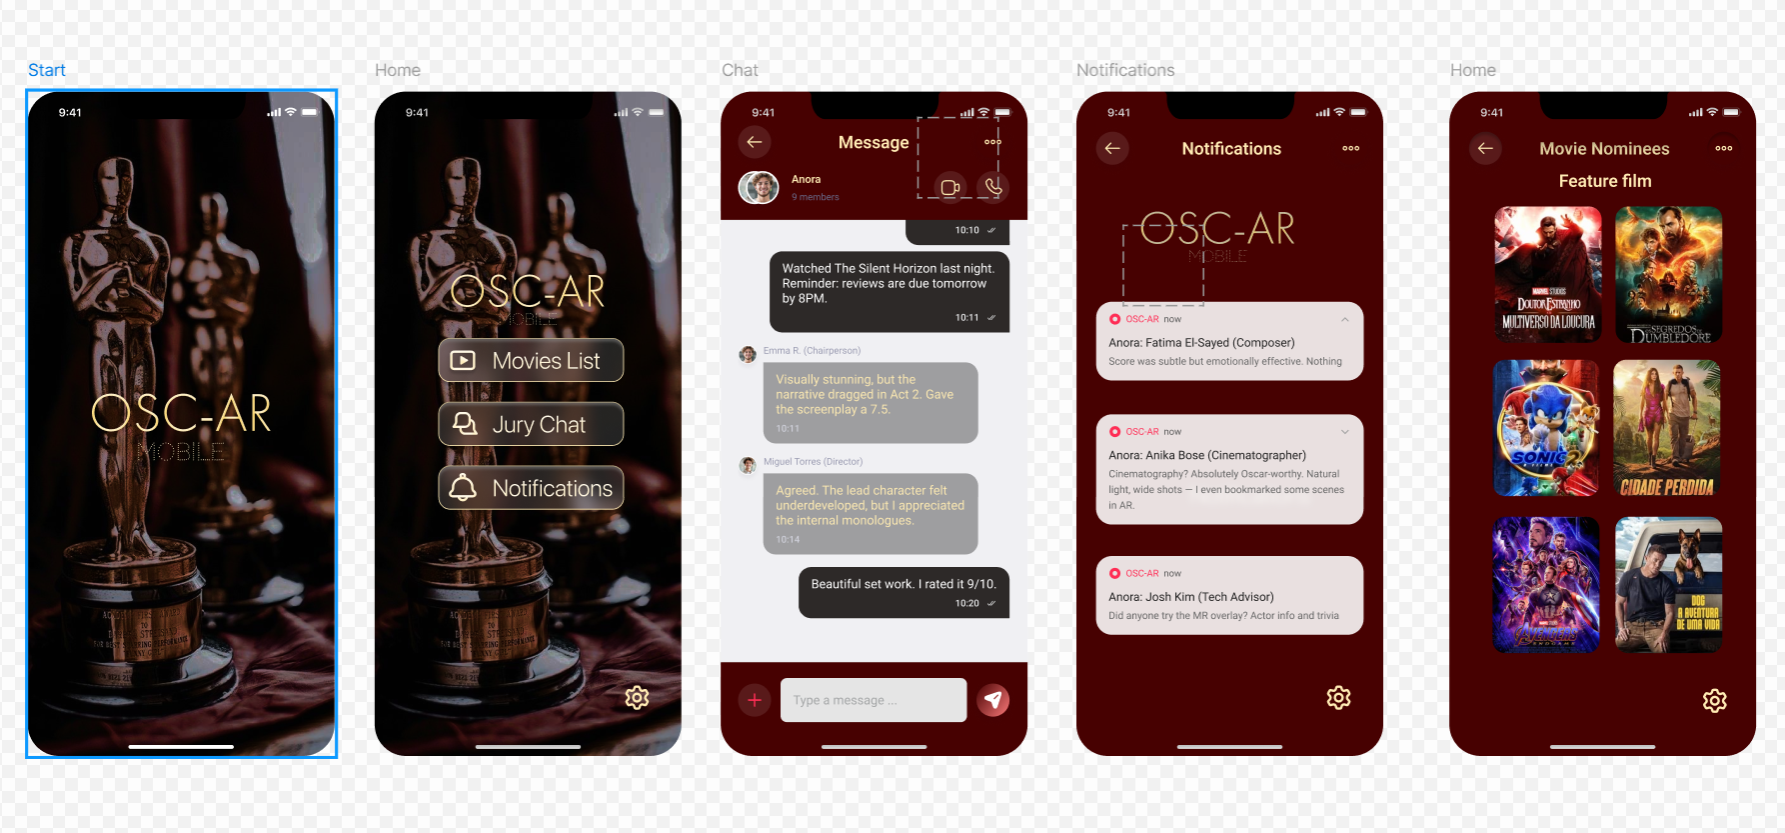 Start
9:41
OSC-AR
MOBILE
Home
9:41
OSC-AR
MOBILE
Movies List
Jury Chat
Notifications
Chat
9:41
Message
Anora
9 members
10:10
Watched The Silent Horizon last night.
Reminder: reviews are due tomorrow
by 8PM.
10:11
Emma R. (Chairperson)
Visually stunning, but the
narrative dragged in Act 2. Gave
the screenplay a 7.5.
10:11
Miguel Torres (Director)
Agreed. The lead character felt
underdeveloped, but I appreciated
the internal monologues.
10:14
Beautiful set work. I rated it 9/10.
10:20
Type a message ...
Notifications
9:41
Notifications
OSC-AR
MOBILE
OSC-AR now
Anora: Fatima El-Sayed (Composer)
Score was subtle but emotionally effective. Nothing
OSC-AR now
Anora: Anika Bose (Cinematographer)
Cinematography? Absolutely Oscar-worthy. Natural
light, wide shots — I even bookmarked some scenes
in AR.
OSC-AR now
Anora: Josh Kim (Tech Advisor)
Did anyone try the MR overlay? Actor info and trivia
Home
9:41
Movie Nominees
Feature film
MARVEL STUDIOS
DOUTOR ESTRANHO
MULTIVERSO DA LOUCURA
SEGREDOS
DUMBLEDORE
SONIC 2
CIDADE PERDIDA
AVENGERS
ENDGAME
DOG
A AVENTURA
DE UMA VIDA